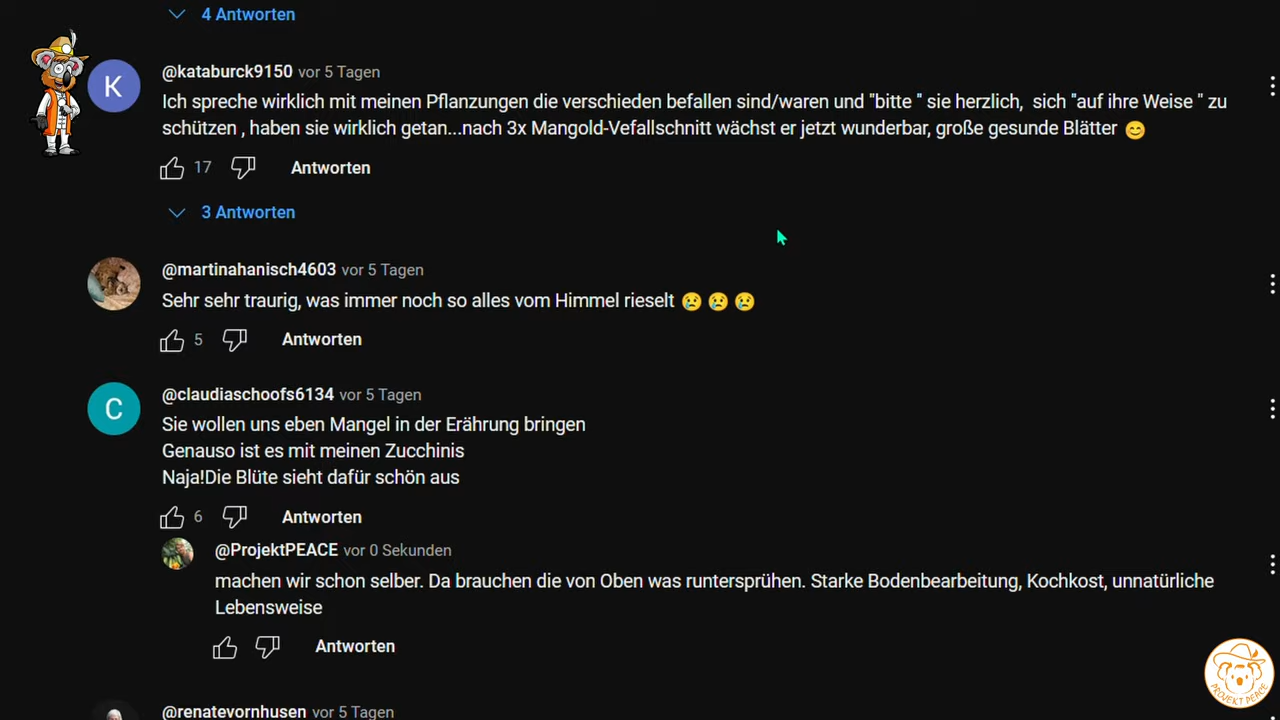 4 Antworten
K
@kataburck9150 vor 5 Tagen
Ich spreche wirklich mit meinen Pflanzungen die verschieden befallen sind/waren und "bitte " sie herzlich, sich "auf ihre Weise " zu
schützen , haben sie wirklich getan...nach 3x Mangold-Vefallschnitt wächst er jetzt wunderbar, große gesunde Blätter 😊
17 Antworten
3 Antworten
@martinahanisch4603 vor 5 Tagen
Sehr sehr traurig, was immer noch so alles vom Himmel rieselt 😢 😢 😢
5 Antworten
C
@claudiaschoofs6134 vor 5 Tagen
Sie wollen uns eben Mangel in der Erährung bringen
Genauso ist es mit meinen Zucchinis
Naja!Die Blüte sieht dafür schön aus
6 Antworten
@ProjektPEACE vor 0 Sekunden
machen wir schon selber. Da brauchen die von Oben was runtersprühen. Starke Bodenbearbeitung, Kochkost, unnatürliche
Lebensweise
Antworten
PROJEKT PEACE
@renatevornhusen vor 5 Tagen